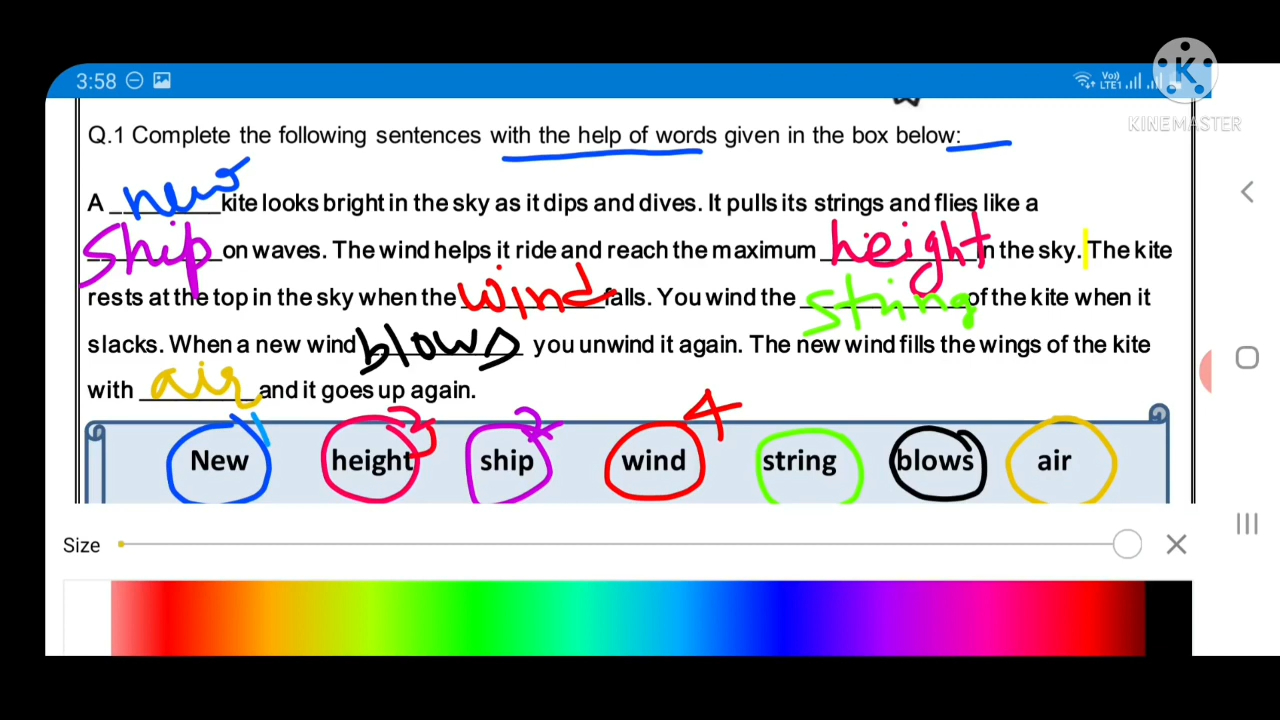 3:58
Vo))
LTE1
KINEMASTER
Q.1 Complete the following sentences with the help of words given in the box below:
A new kite looks bright in the sky as it dips and dives. It pulls its strings and flies like a
ship on waves. The wind helps it ride and reach the maximum height in the sky. The kite
rests at the top in the sky when the wind falls. You wind the string of the kite when it
slacks. When a new wind blows you unwind it again. The new wind fills the wings of the kite
with air and it goes up again.
1 3 2 4
New height ship wind string blows air
Size